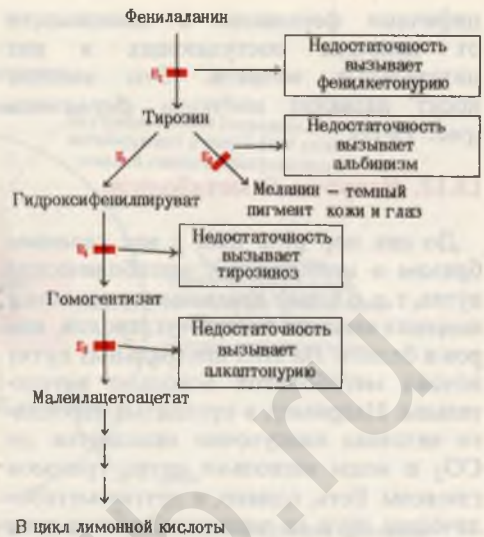 Фенилаланин
Недостаточность
вызывает
фенилкетонурию
Тирозин
Недостаточность
вызывает
альбинизм
Гидроксифенилпируват
Меланин – темный
пигмент кожи и глаз
Недостаточность
вызывает
тирозиноз
Гомогентизат
Недостаточность
вызывает
алкаптонурию
Малеилацетоацетат
В цикл лимонной кислоты